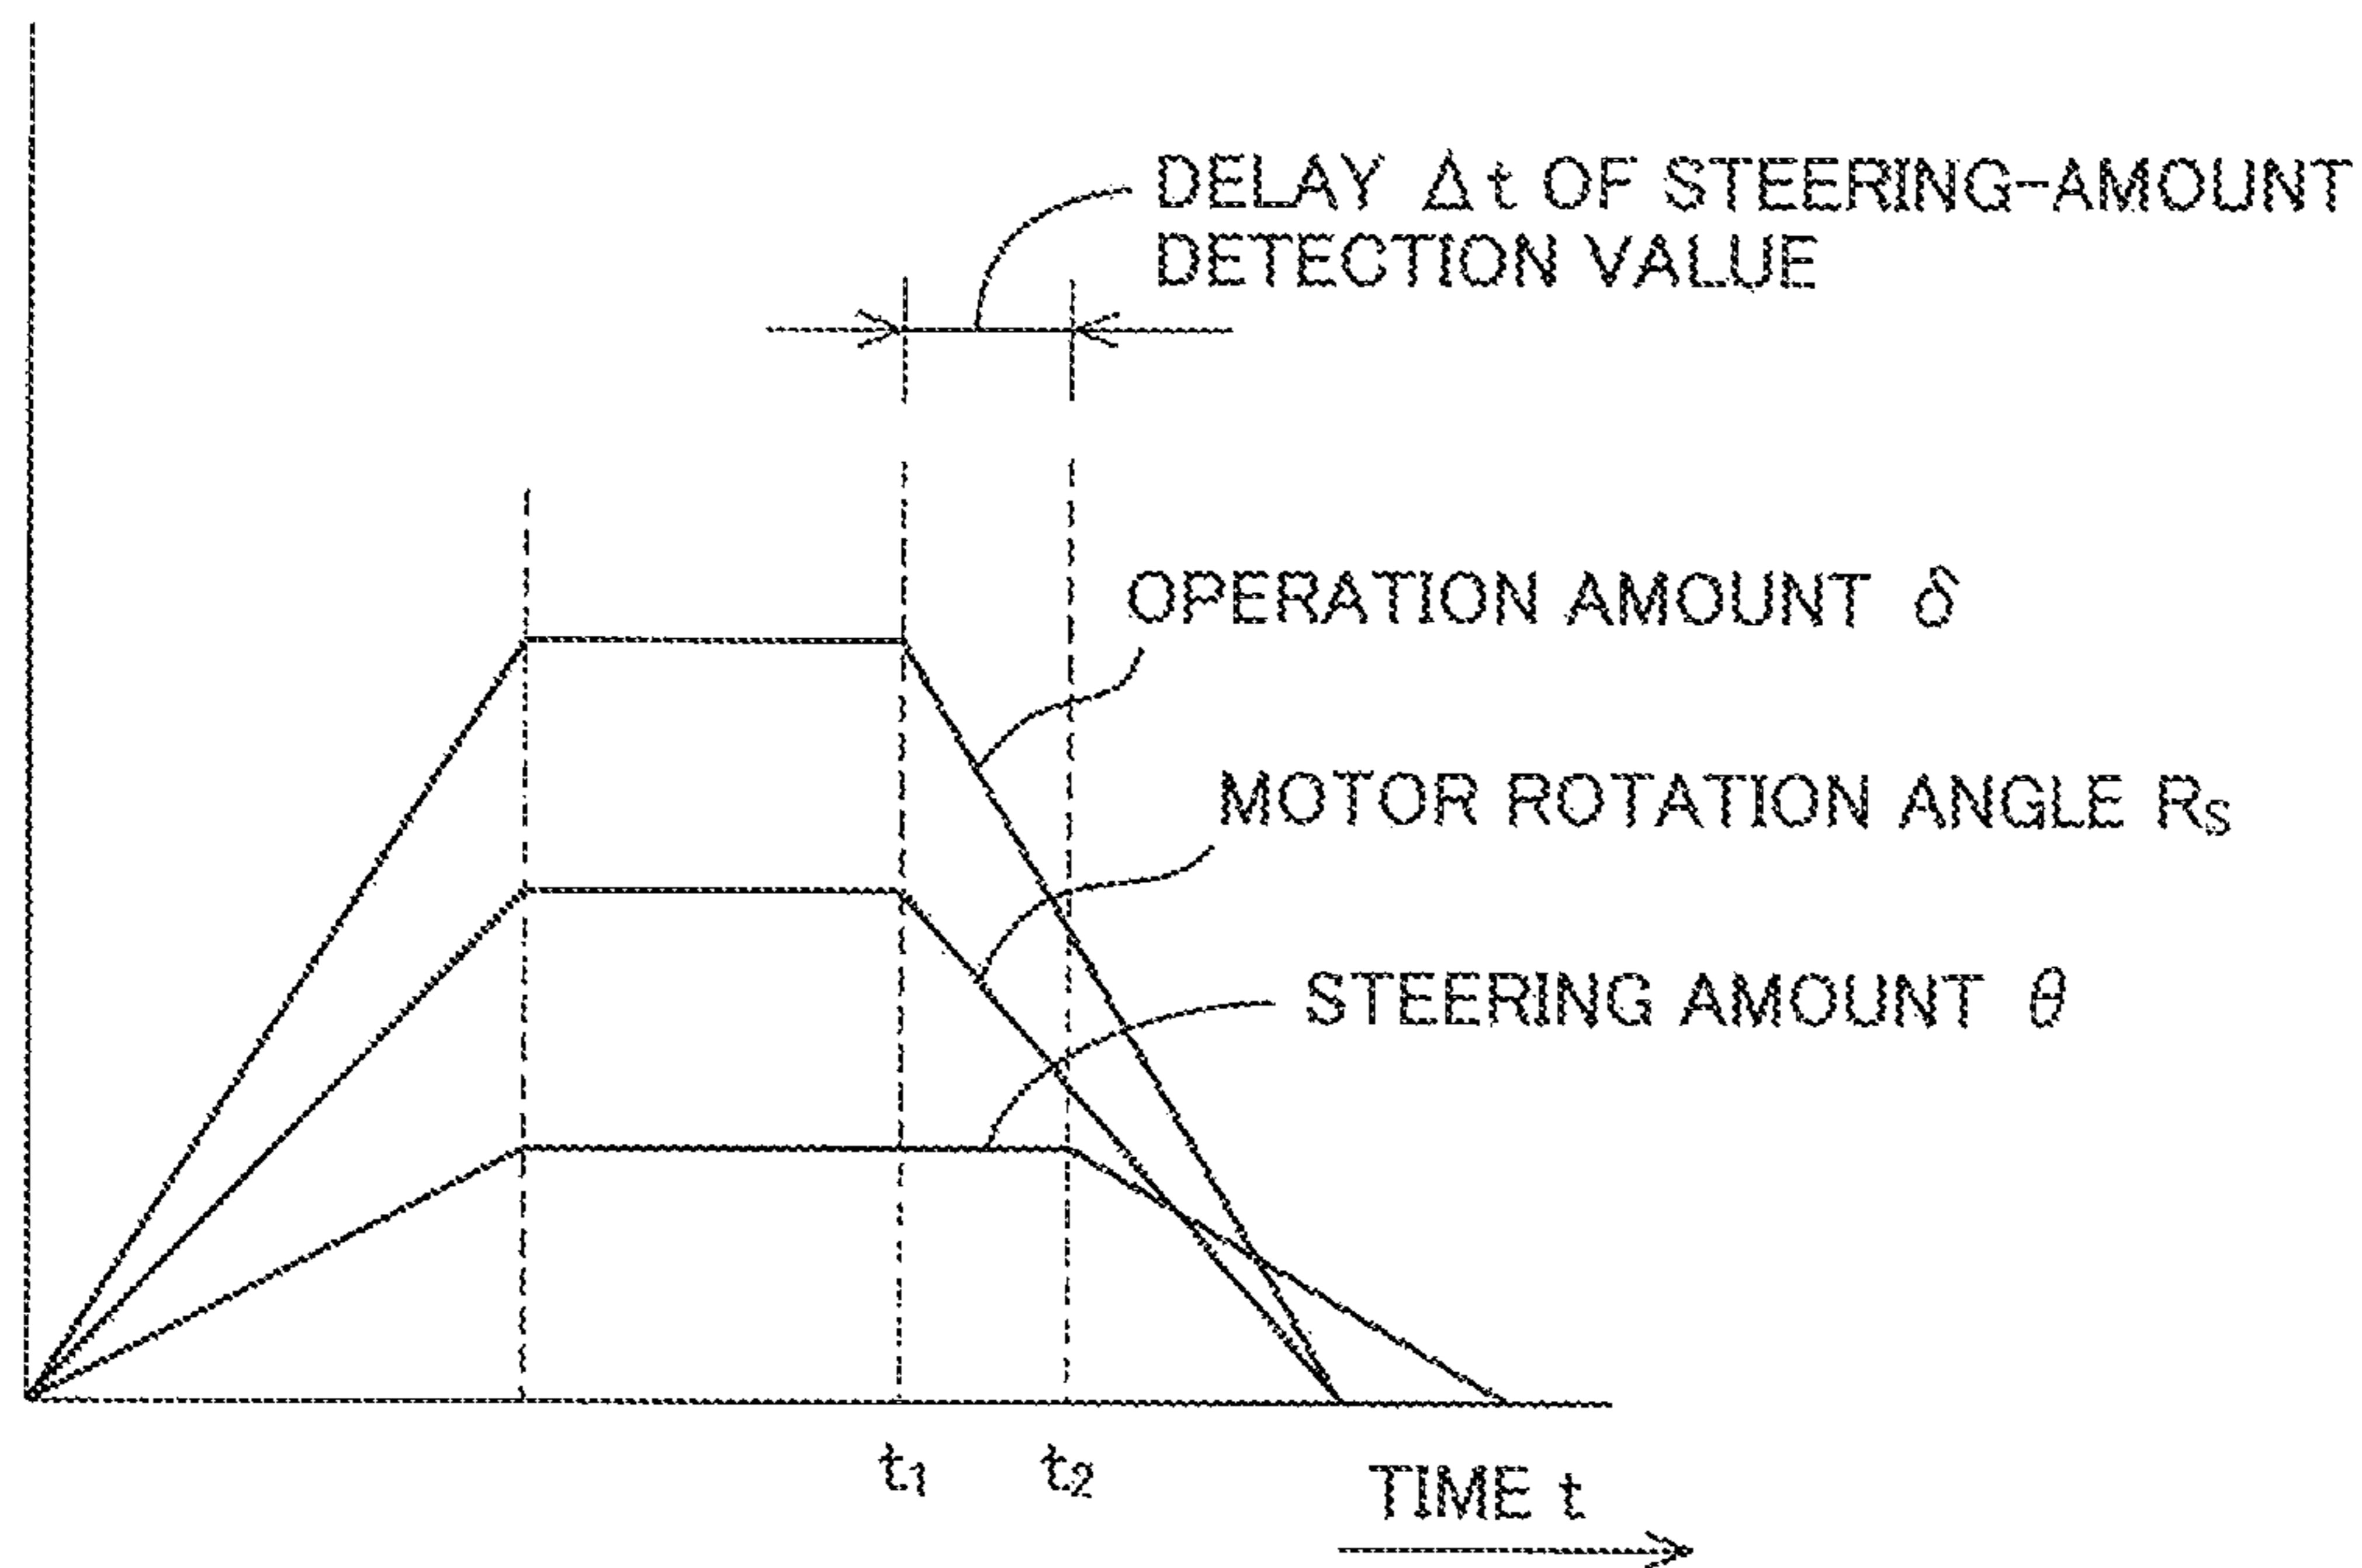 DELAY Δt OF STEERING-AMOUNT
DETECTION VALUE
OPERATION AMOUNT δ
MOTOR ROTATION ANGLE Rs
STEERING AMOUNT θ
t1
t2
TIME t